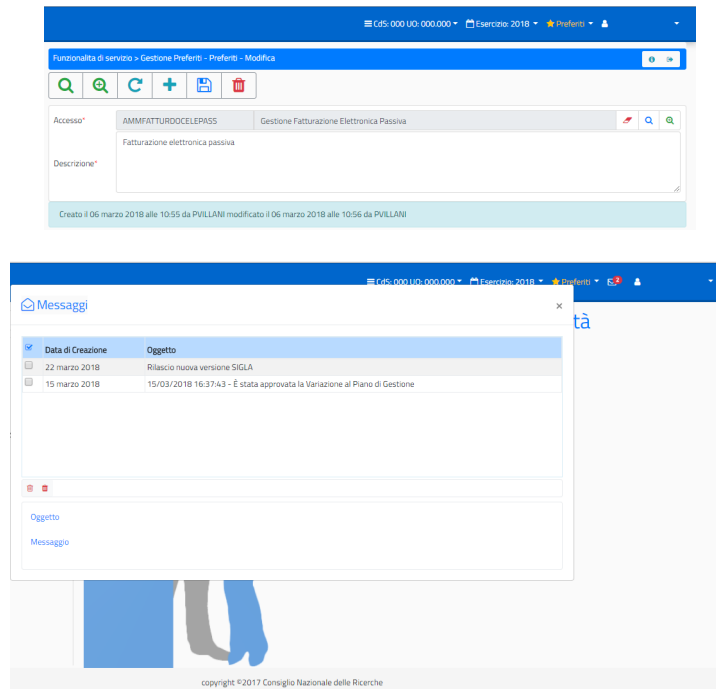 CdS: 000 UO: 000.000 Esercizio: 2018 Preferiti
Funzionalita di servizio > Gestione Preferiti - Preferiti - Modifica
Accesso* AMMFATTURDOCELEPASS Gestione Fatturazione Elettronica Passiva
Fatturazione elettronica passiva
Descrizione*
Creato il 06 marzo 2018 alle 10:55 da PVILLANI modificato il 06 marzo 2018 alle 10:56 da PVILLANI
CdS: 000 UO: 000.000 Esercizio: 2018 Preferiti 2
Messaggi ×
tà
Data di Creazione Oggetto
22 marzo 2018 Rilascio nuova versione SIGLA
15 marzo 2018 15/03/2018 16:37:43 - È stata approvata la Variazione al Piano di Gestione
Oggetto
Messaggio
copyright ©2017 Consiglio Nazionale delle Ricerche